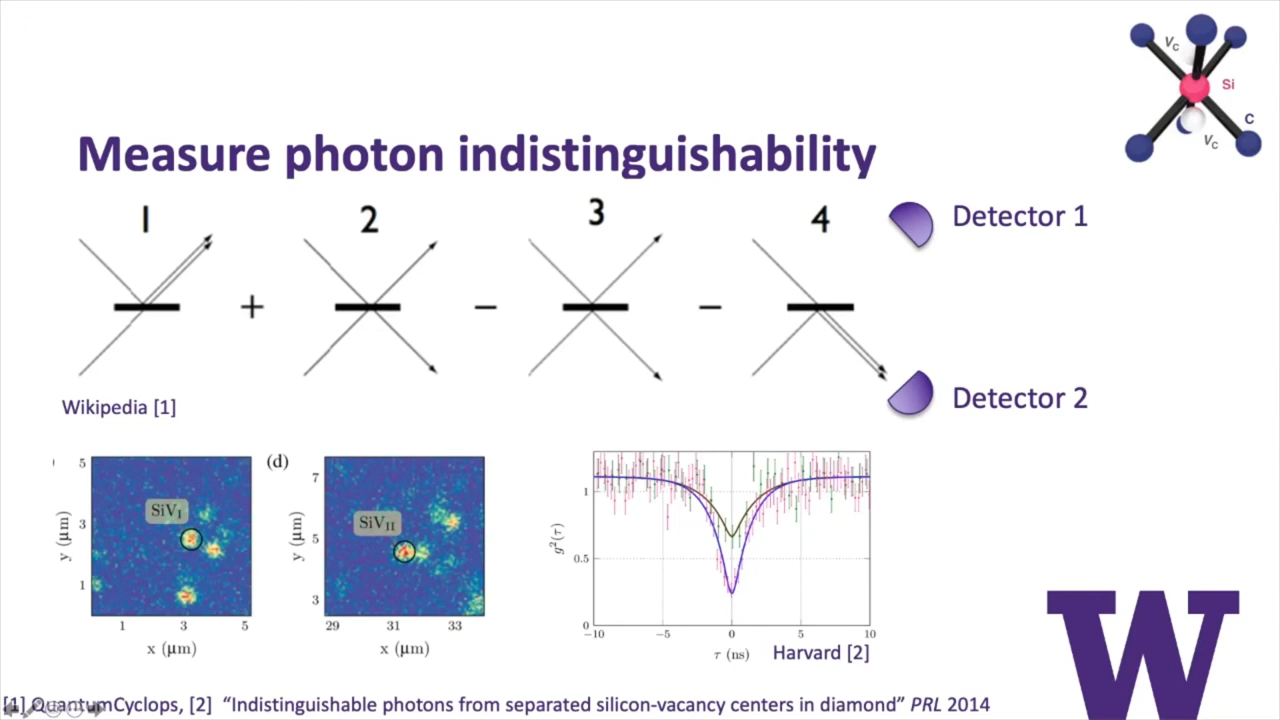 Measure photon indistinguishability
V_C
Si
C
V_C
1
2
3
4
+
−
−
Detector 1
Detector 2
Wikipedia [1]
)
5
3
1
y (μm)
SiV_I
1
3
5
x (μm)
(d)
7
5
3
y (μm)
SiV_II
29
31
33
x (μm)
g²(τ)
1
0.5
0
−10
−5
0
5
10
τ (ns)
Harvard [2]
W
[1] QuantumCyclops, [2] “Indistinguishable photons from separated silicon-vacancy centers in diamond” PRL 2014